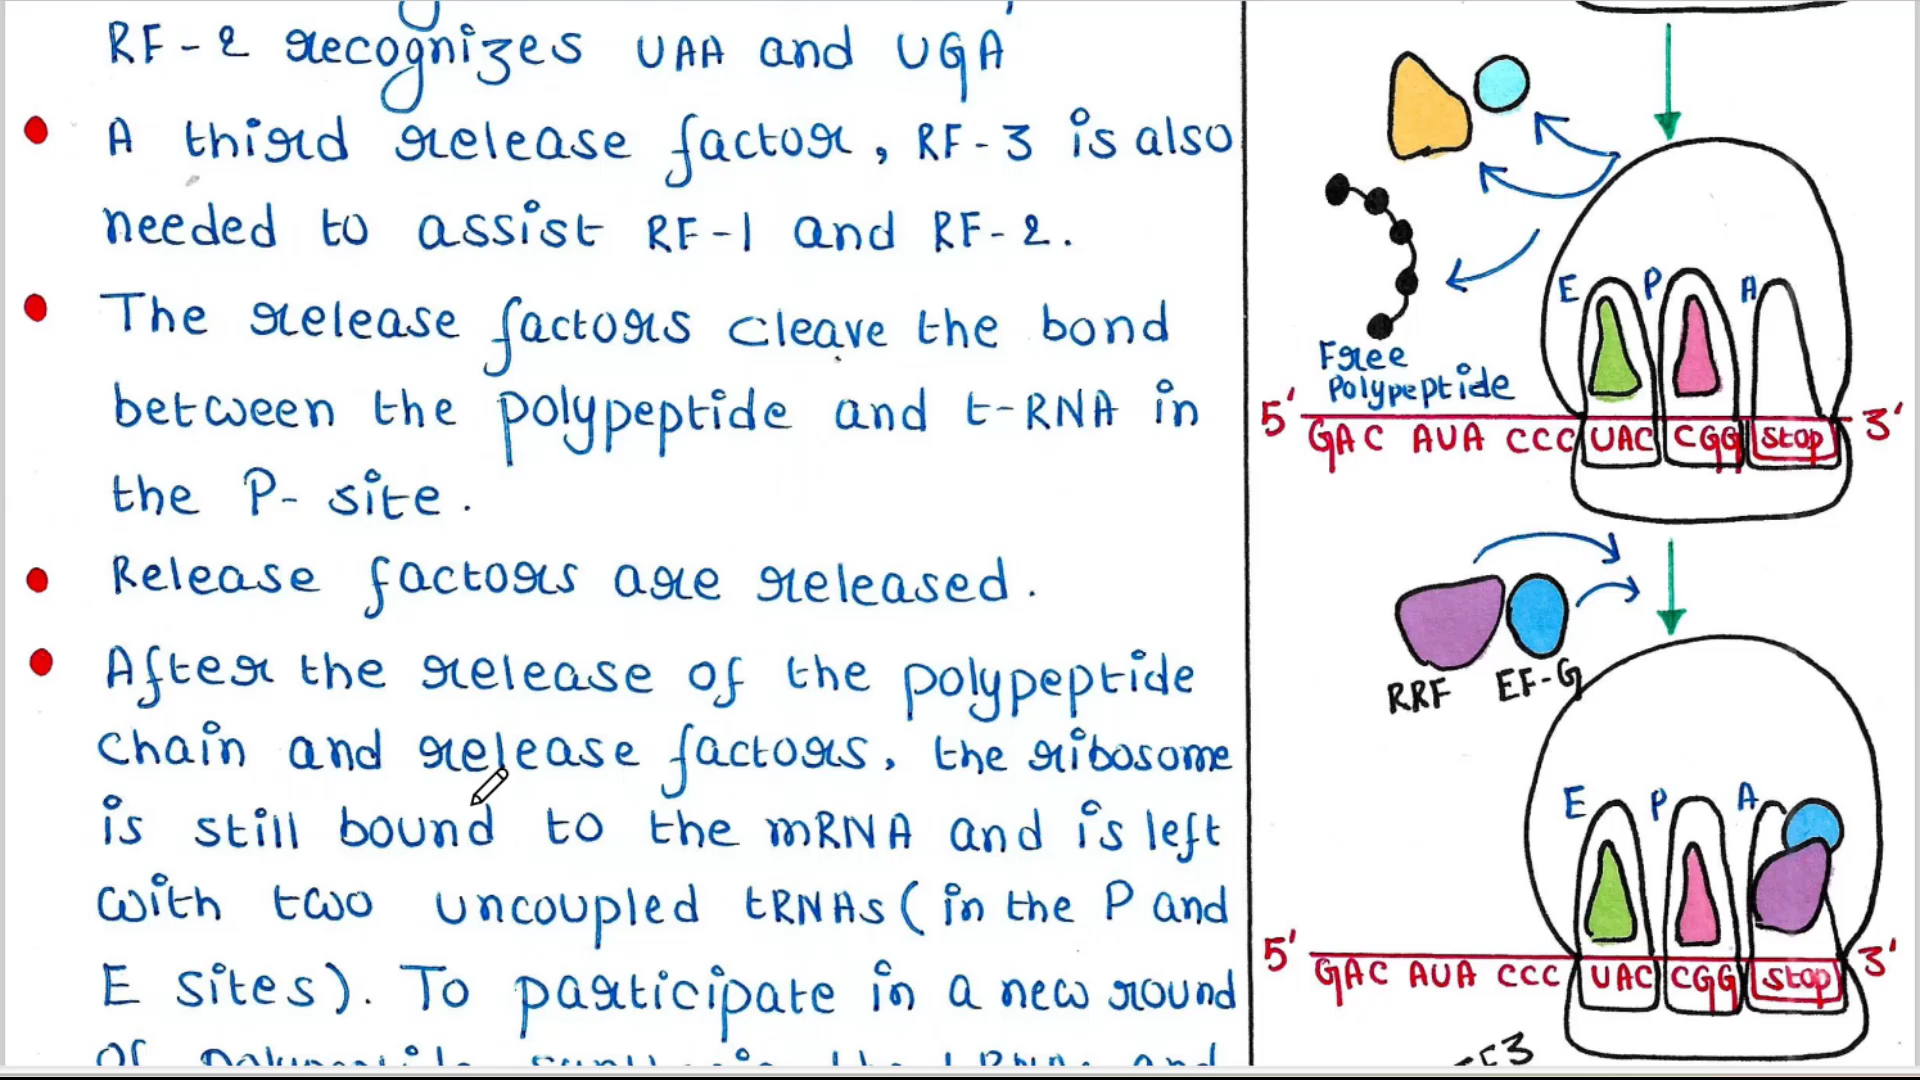 RF-2 recognizes UAA and UGA
A third release factor, RF-3 is also
needed to assist RF-1 and RF-2.
The release factors cleave the bond
between the polypeptide and t-RNA in
the P-site.
Release factors are released.
After the release of the polypeptide
chain and release factors, the ribosome
is still bound to the mRNA and is left
with two uncoupled tRNAs (in the P and
E sites). To participate in a new round
E P A
Free
Polypeptide
5' GAC AUA CCC UAC CGG Stop 3'
RRF EF-G
E P A
5' GAC AUA CCC UAC CGG Stop 3'